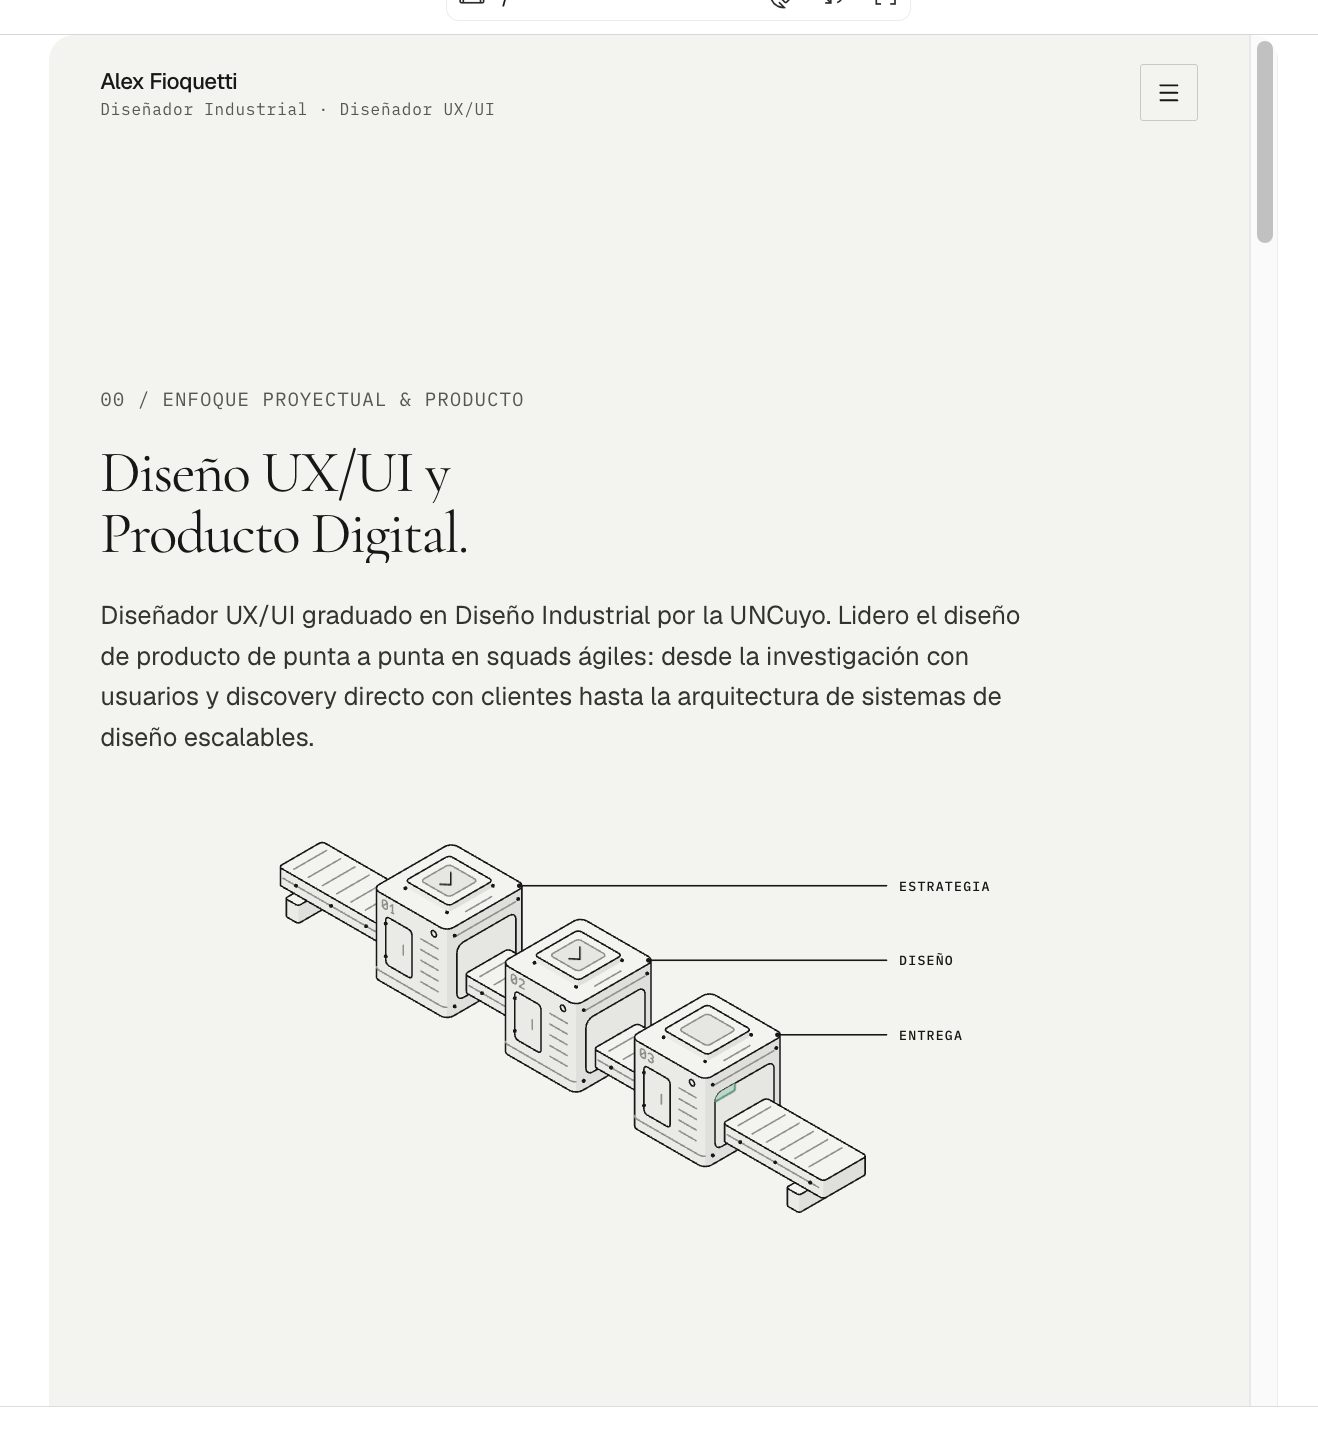 Alex Fioquetti
Diseñador Industrial · Diseñador UX/UI
00 / ENFOQUE PROYECTUAL & PRODUCTO
Diseño UX/UI y
Producto Digital.
Diseñador UX/UI graduado en Diseño Industrial por la UNCuyo. Lidero el diseño
de producto de punta a punta en squads ágiles: desde la investigación con
usuarios y discovery directo con clientes hasta la arquitectura de sistemas de
diseño escalables.
01
ESTRATEGIA
02
DISEÑO
03
ENTREGA